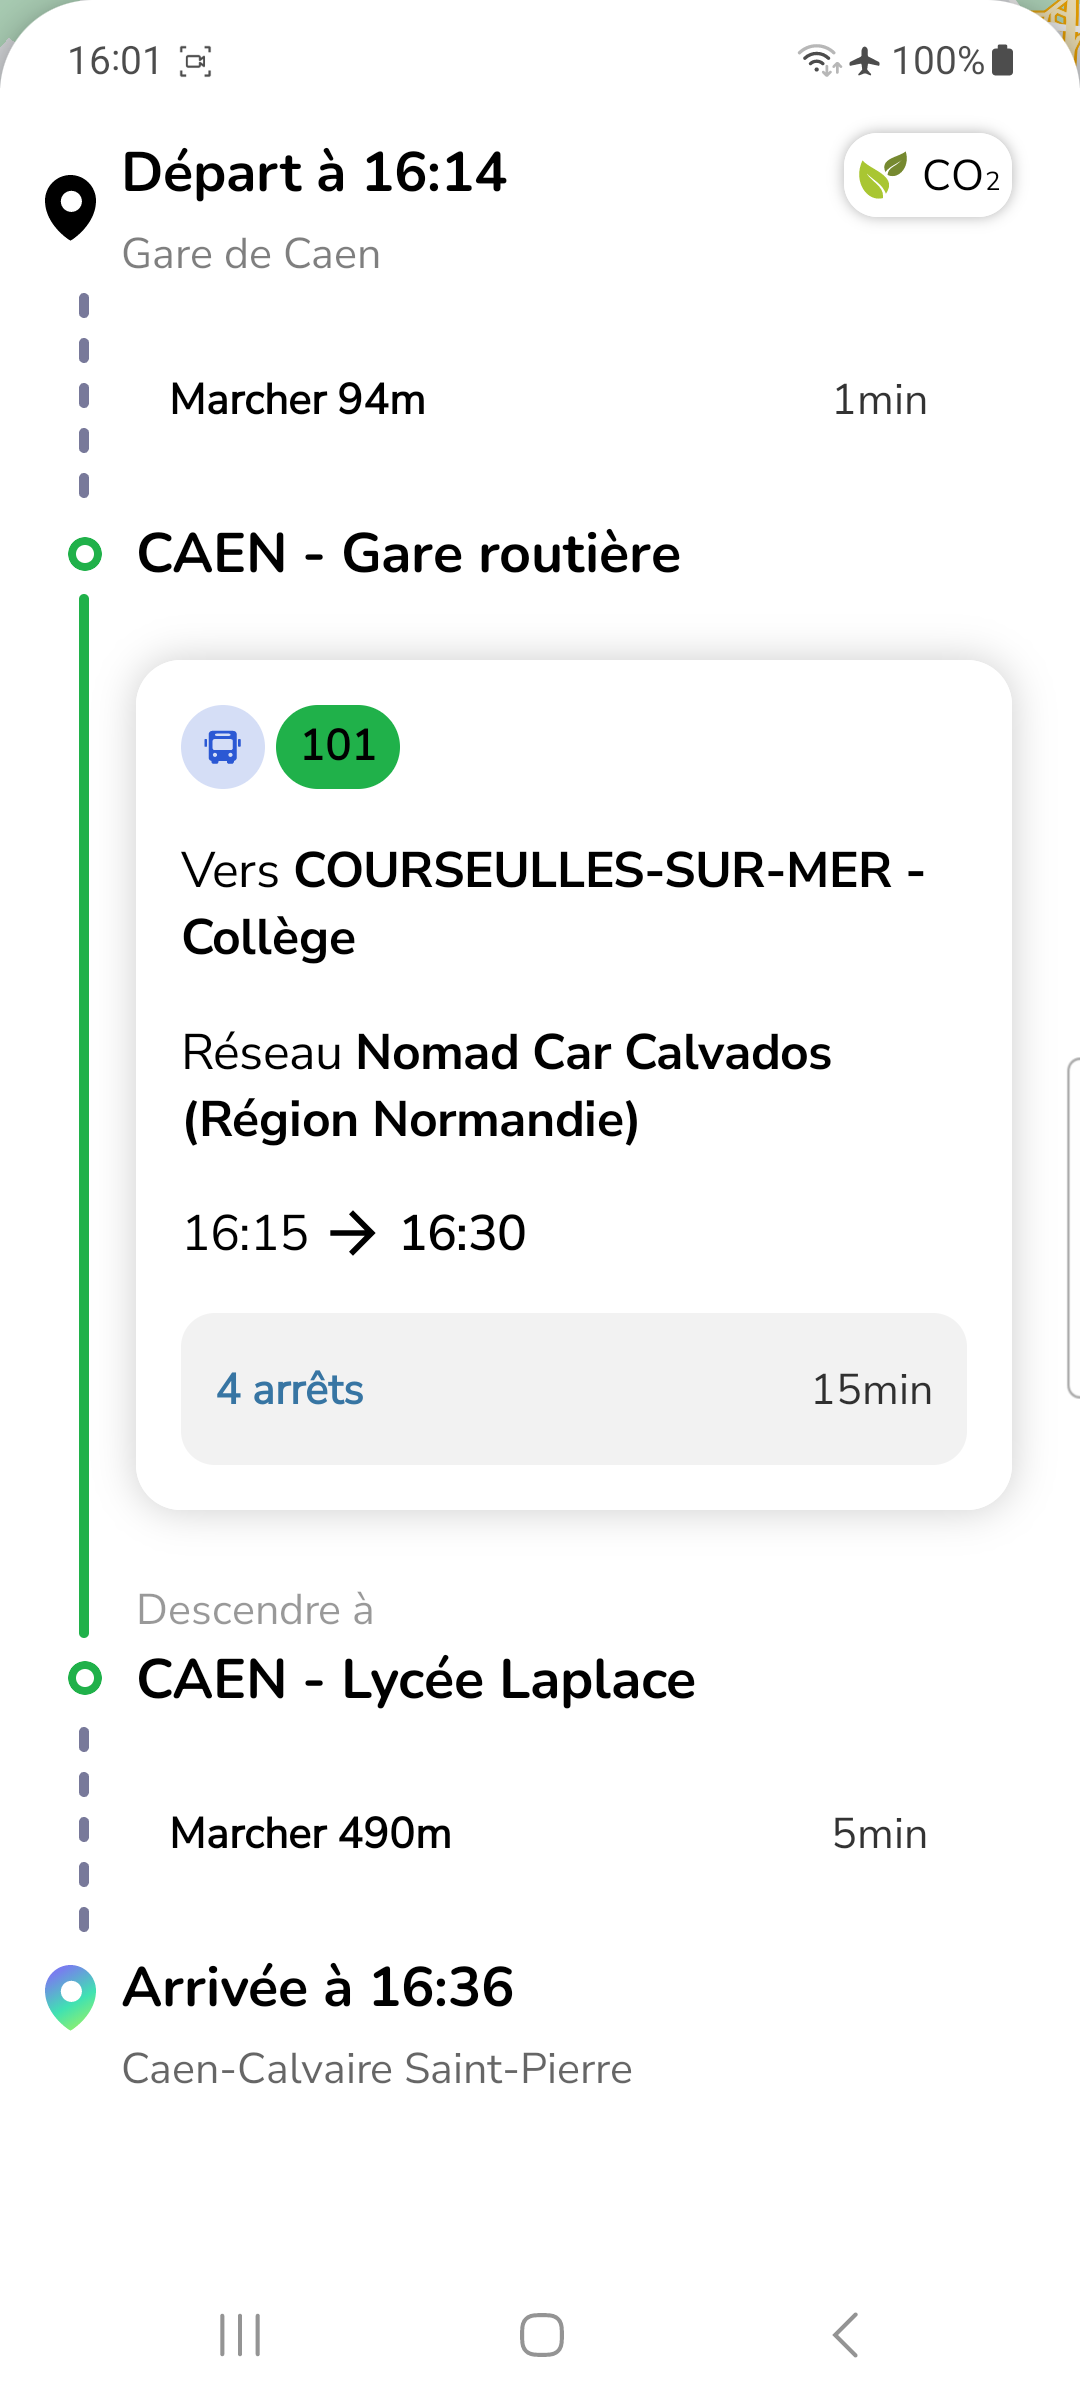 16:01 100%
Départ à 16:14
CO₂
Gare de Caen
Marcher 94m 1min
CAEN - Gare routière
101
Vers COURSEULLES-SUR-MER -
Collège
Réseau Nomad Car Calvados
(Région Normandie)
16:15 → 16:30
4 arrêts 15min
Descendre à
CAEN - Lycée Laplace
Marcher 490m 5min
Arrivée à 16:36
Caen-Calvaire Saint-Pierre